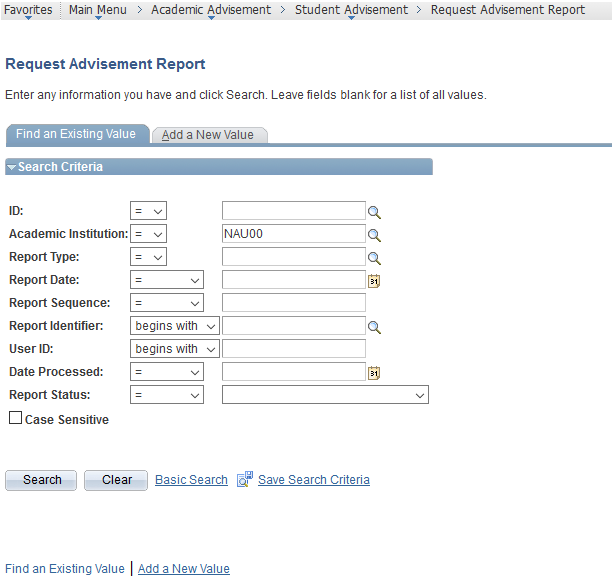 Favorites Main Menu > Academic Advisement > Student Advisement > Request Advisement Report
Request Advisement Report
Enter any information you have and click Search. Leave fields blank for a list of all values.
Find an Existing Value Add a New Value
Search Criteria
ID: =
Academic Institution: = NAU00
Report Type: =
Report Date: = 31
Report Sequence: =
Report Identifier: begins with
User ID: begins with
Date Processed: = 31
Report Status: =
Case Sensitive
Search Clear Basic Search Save Search Criteria
Find an Existing Value | Add a New Value